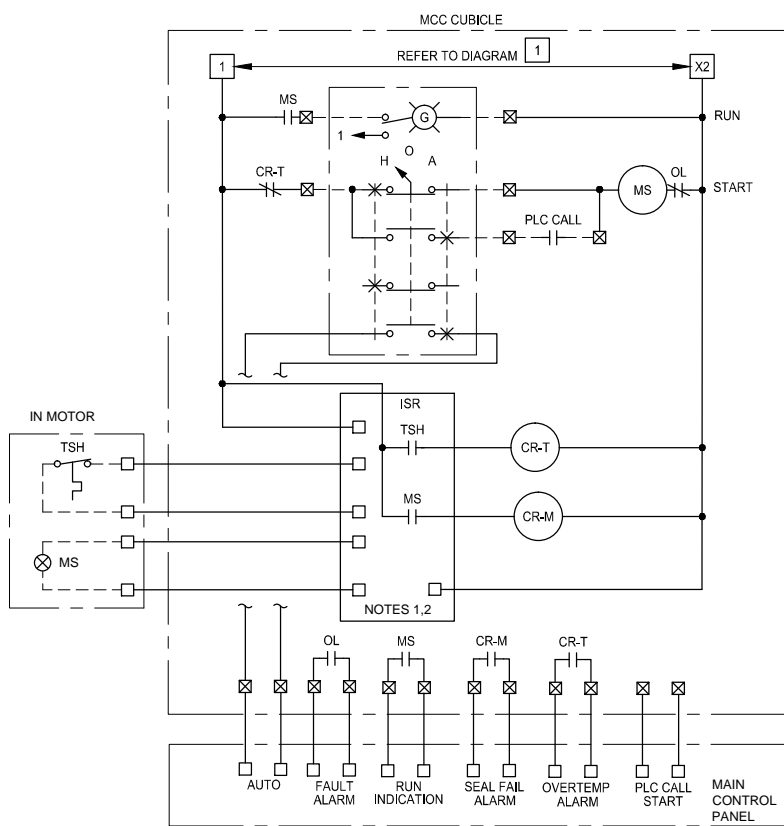 MCC CUBICLE
1
REFER TO DIAGRAM 1
X2
MS
G
RUN
1
O
H
A
CR-T
MS
OL
START
PLC CALL
ISR
IN MOTOR
TSH
TSH
CR-T
MS
CR-M
MS
NOTES 1,2
OL
MS
CR-M
CR-T
AUTO
FAULT
ALARM
RUN
INDICATION
SEAL FAIL
ALARM
OVERTEMP
ALARM
PLC CALL
START
MAIN
CONTROL
PANEL